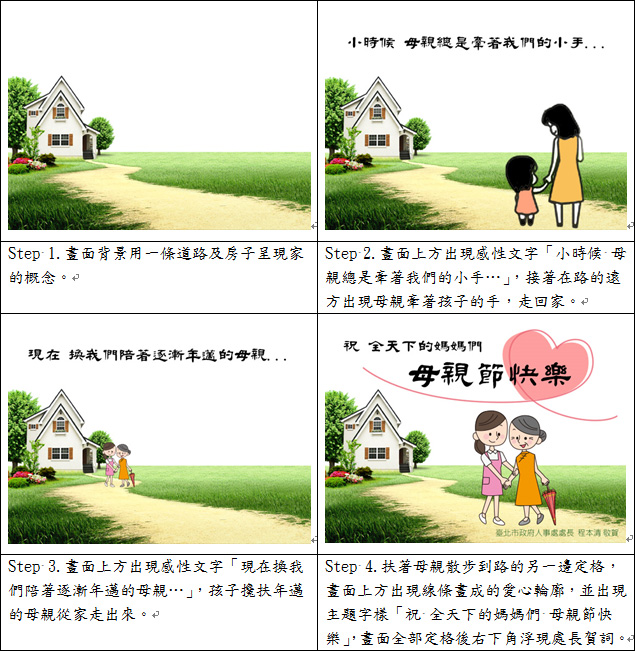 小時候 母親總是牽著我們的小手...
Step 1.畫面背景用一條道路及房子呈現家
的概念。
Step 2.畫面上方出現感性文字「小時候 母
親總是牽著我們的小手…」，接著在路的遠
方出現母親牽著孩子的手，走回家。
現在 換我們陪著逐漸年邁的母親...
祝 全天下的媽媽們
母親節快樂
臺北市政府人事處處長 程本清 敬賀
Step 3.畫面上方出現感性文字「現在換我
們陪著逐漸年邁的母親…」，孩子攙扶年邁
的母親從家走出來。
Step 4.扶著母親散步到路的另一邊定格，
畫面上方出現線條畫成的愛心輪廓，並出現
主題字樣「祝 全天下的媽媽們 母親節快
樂」，畫面全部定格後右下角浮現處長賀詞。